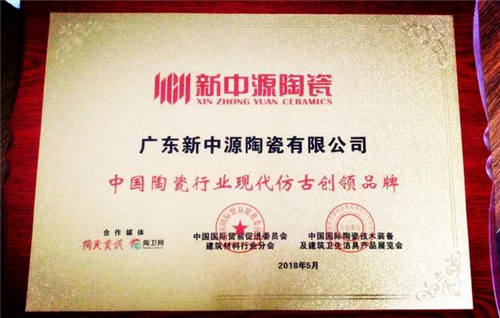 新中源陶瓷
XIN ZHONG YUAN CERAMICS
广东新中源陶瓷有限公司
中国陶瓷行业现代仿古创领品牌
合作媒体
陶瓷资讯 陶卫网
中国国际贸易促进委员会
建筑材料行业分会
中国国际陶瓷技术装备
及建筑卫生洁具产品展览会
2018年5月